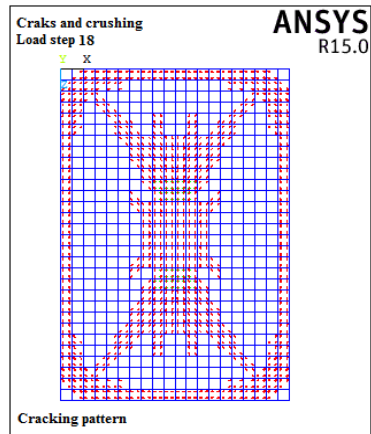 Craks and crushing
ANSYS
Load step 18
R15.0
Y X
Z
Cracking pattern